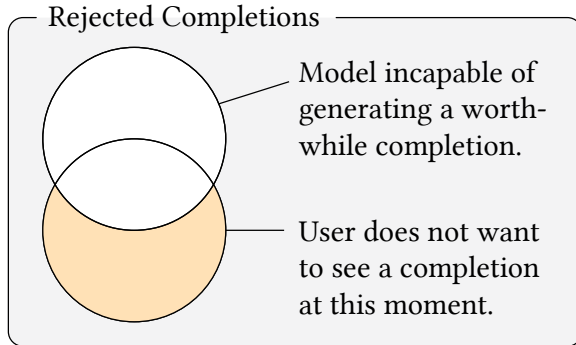 Rejected Completions
Model incapable of
generating a worth-
while completion.
User does not want
to see a completion
at this moment.